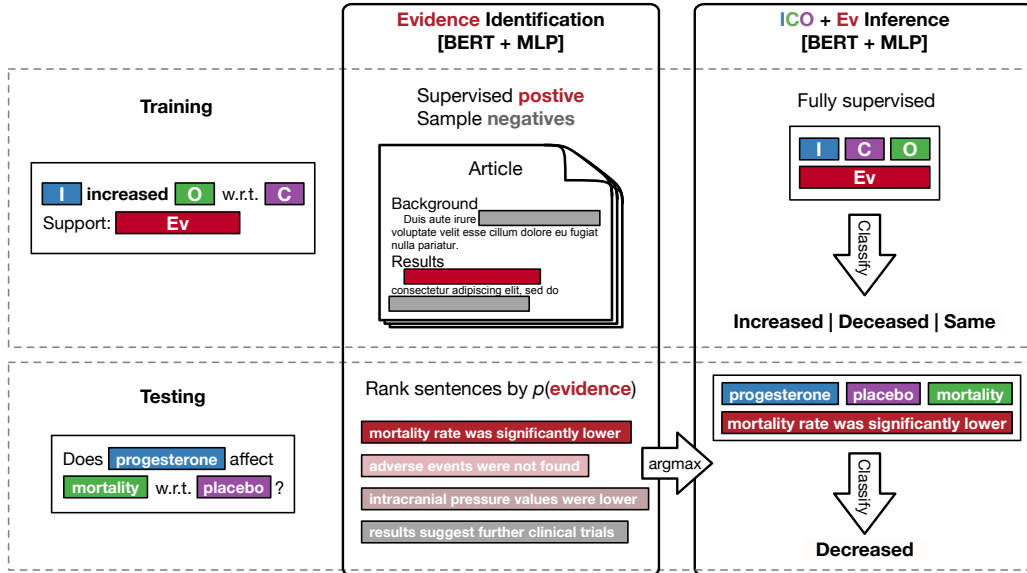 Evidence Identification
[BERT + MLP]
ICO + Ev Inference
[BERT + MLP]
Training
I increased O w.r.t. C
Support: Ev
Supervised postive
Sample negatives
Article
Background
Duis aute irure
voluptate velit esse cillum dolore eu fugiat
nulla pariatur.
Results
consectetur adipiscing elit, sed do
Fully supervised
I C O
Ev
Classify
Increased | Deceased | Same
Testing
Does progesterone affect
mortality w.r.t. placebo ?
Rank sentences by p(evidence)
mortality rate was significantly lower
adverse events were not found
intracranial pressure values were lower
results suggest further clinical trials
argmax
progesterone placebo mortality
mortality rate was significantly lower
Classify
Decreased